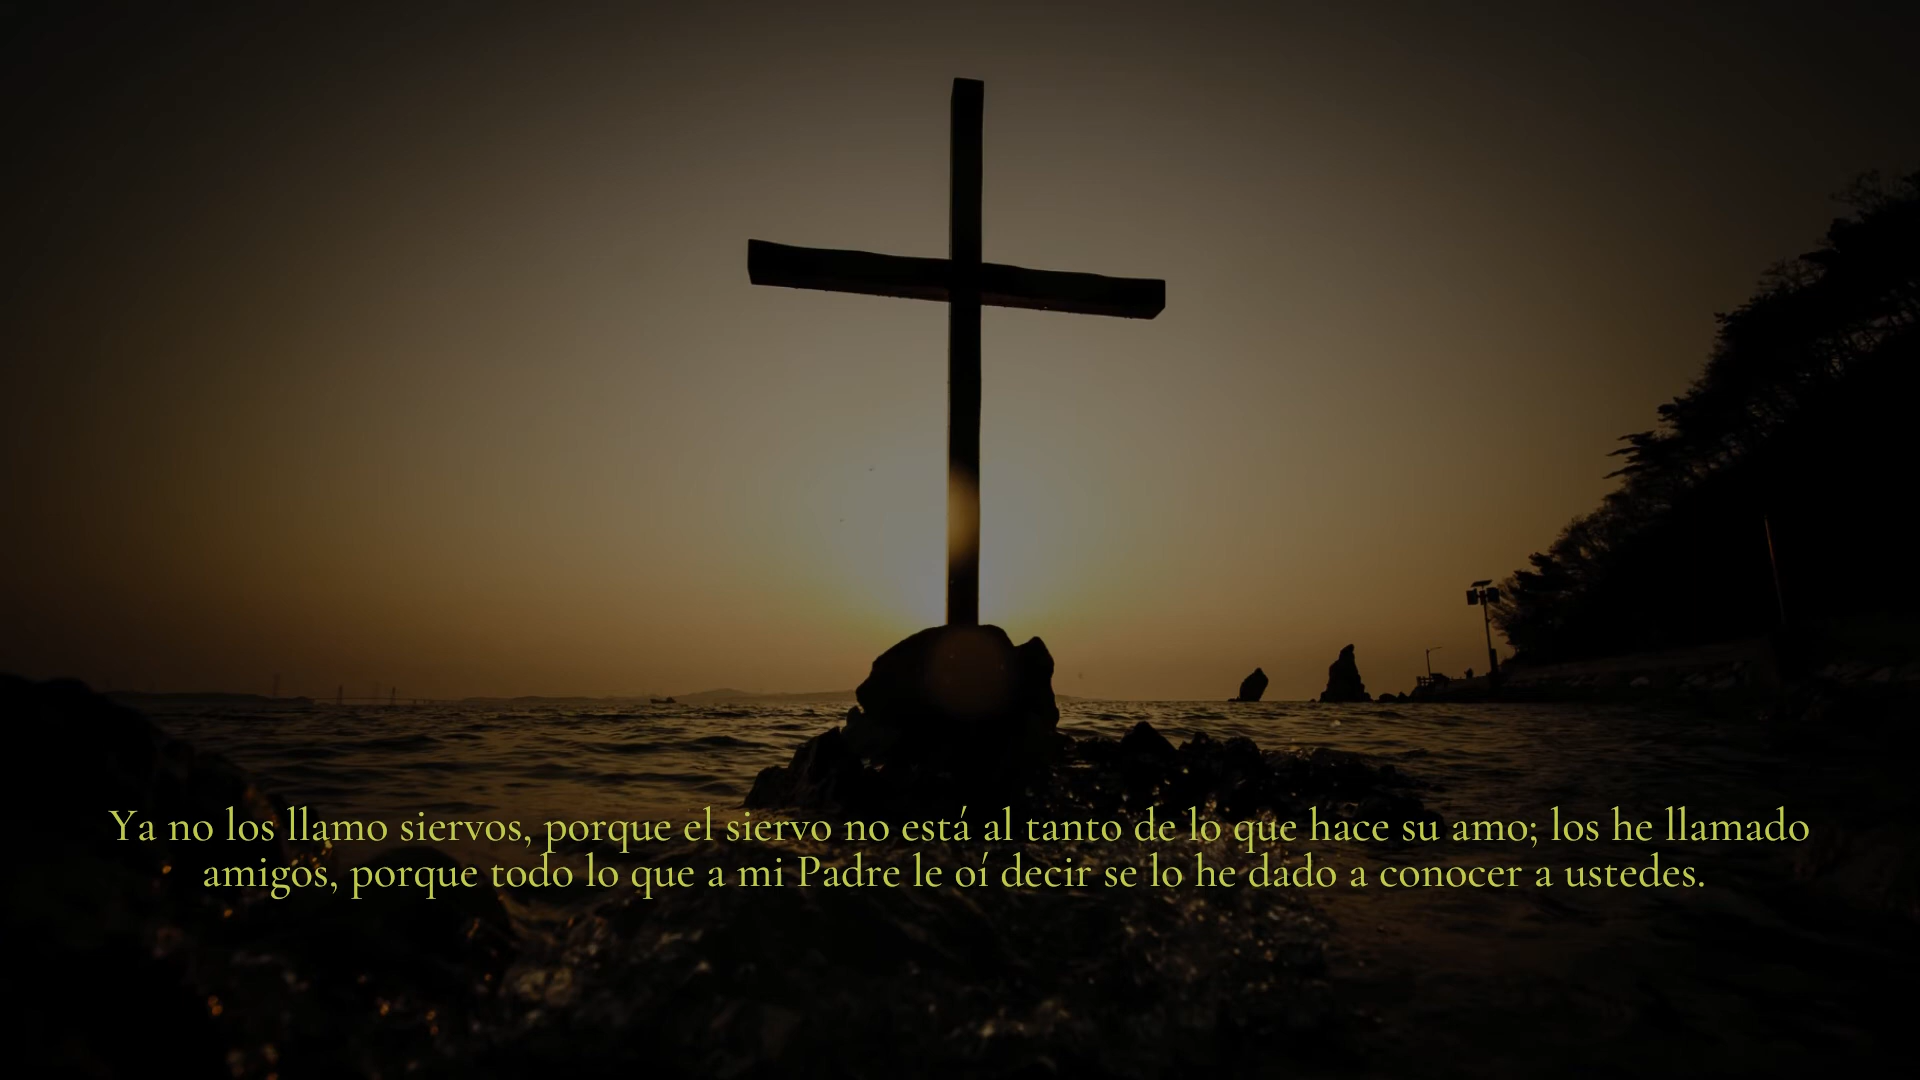 Ya no los llamo siervos, porque el siervo no está al tanto de lo que hace su amo; los he llamado
amigos, porque todo lo que a mi Padre le oí decir se lo he dado a conocer a ustedes.